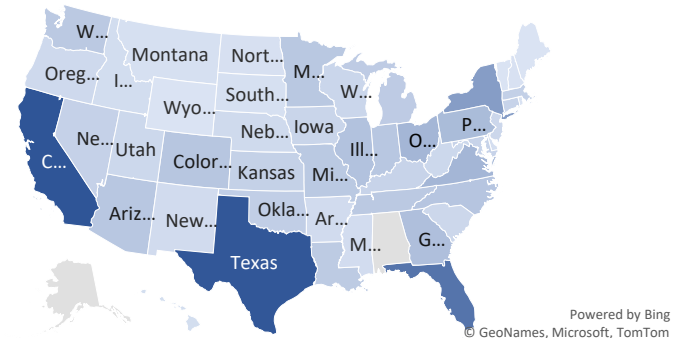 W...
Montana
Nort...
M...
Oreg...
I...
W...
South...
Wyo...
Neb...
Iowa
P...
Ne...
Utah
O...
Ill...
C...
Color...
Kansas
Mi...
Ariz...
New...
Okla...
Ar...
M...
G...
Texas
Powered by Bing
© GeoNames, Microsoft, TomTom